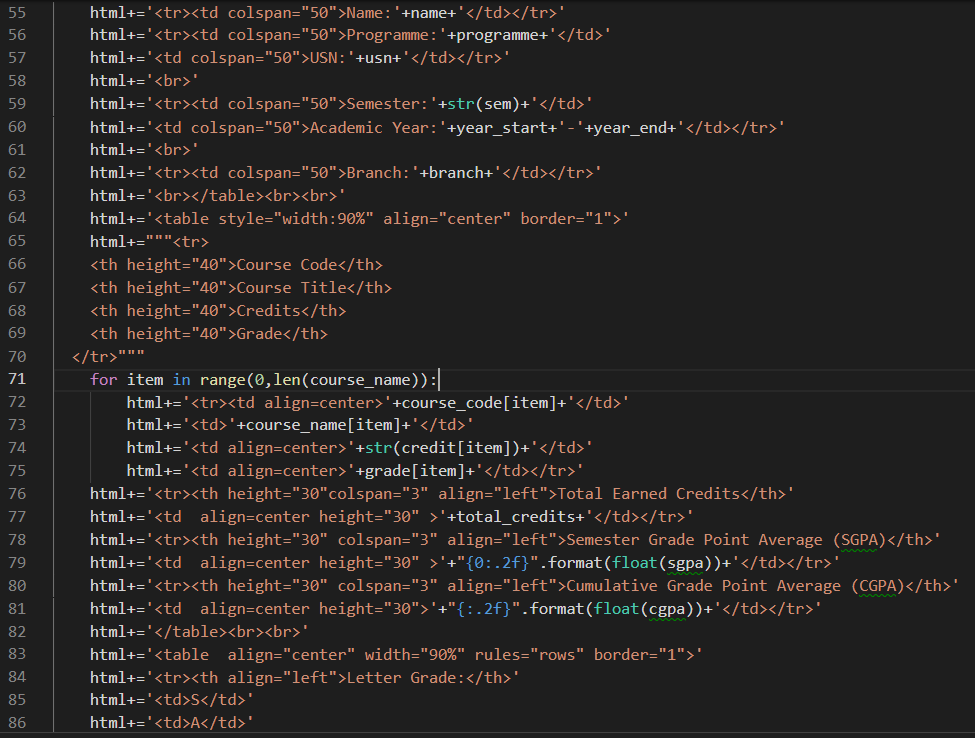 55 html+='<tr><td colspan="50">Name:'+name+'</td></tr>'
56 html+='<tr><td colspan="50">Programme:'+programme+'</td>'
57 html+='<td colspan="50">USN:'+usn+'</td></tr>'
58 html+='<br>'
59 html+='<tr><td colspan="50">Semester:'+str(sem)+'</td>'
60 html+='<td colspan="50">Academic Year:'+year_start+'-'+year_end+'</td></tr>'
61 html+='<br>'
62 html+='<tr><td colspan="50">Branch:'+branch+'</td></tr>'
63 html+='<br></table><br><br>'
64 html+='<table style="width:90%" align="center" border="1">'
65 html+="""<tr>
66 <th height="40">Course Code</th>
67 <th height="40">Course Title</th>
68 <th height="40">Credits</th>
69 <th height="40">Grade</th>
70 </tr>"""
71 for item in range(0,len(course_name)):
72 html+='<tr><td align=center>'+course_code[item]+'</td>'
73 html+='<td>'+course_name[item]+'</td>'
74 html+='<td align=center>'+str(credit[item])+'</td>'
75 html+='<td align=center>'+grade[item]+'</td></tr>'
76 html+='<tr><th height="30"colspan="3" align="left">Total Earned Credits</th>'
77 html+='<td  align=center height="30" >'+total_credits+'</td></tr>'
78 html+='<tr><th height="30" colspan="3" align="left">Semester Grade Point Average (SGPA)</th>'
79 html+='<td  align=center height="30" >'+"{0:.2f}".format(float(sgpa))+'</td></tr>'
80 html+='<tr><th height="30" colspan="3" align="left">Cumulative Grade Point Average (CGPA)</th>'
81 html+='<td  align=center height="30">'+"{:.2f}".format(float(cgpa))+'</td></tr>'
82 html+='</table><br><br>'
83 html+='<table  align="center" width="90%" rules="rows" border="1">'
84 html+='<tr><th align="left">Letter Grade:</th>'
85 html+='<td>S</td>'
86 html+='<td>A</td>'